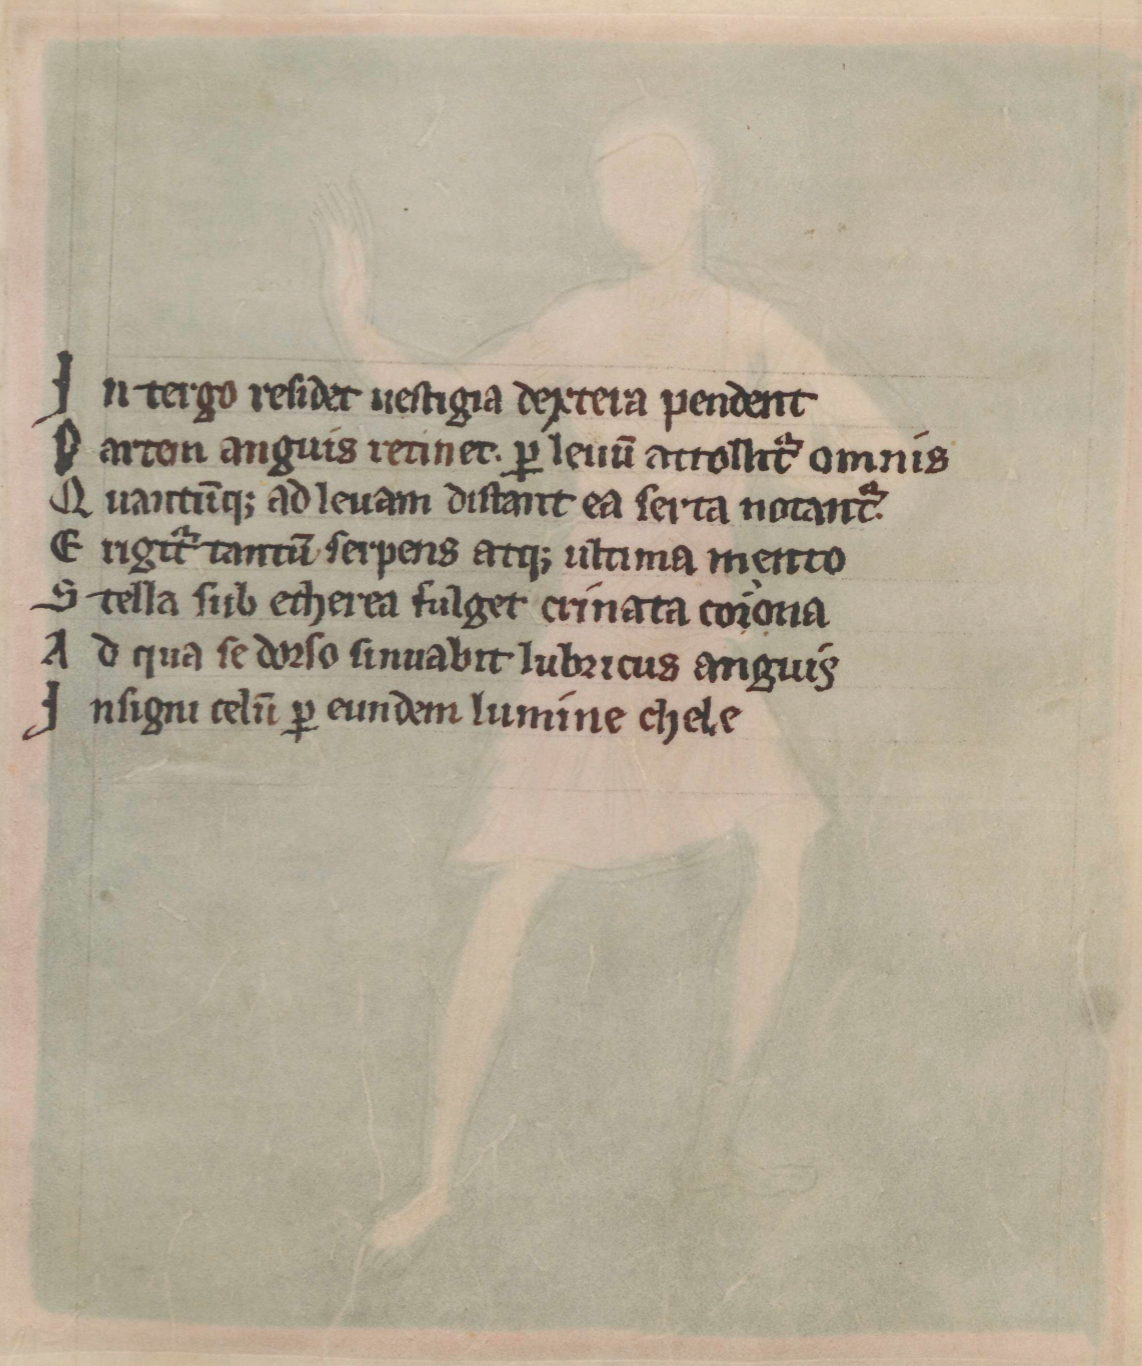 In tergo residet uestigia dextera pendent
Partem anguis retinet. ꝑ leuū attollitᷓ omnis
Quantūq; ad leuam distant ea serta notantᷓ.
Erigitᷓ tantū serpens atq; ultima mento
Stella sub etherea fulget crinata corona
Ad qua se dorso sinuabit lubricus anguis
Insigni celū ꝑ eundem lumine chele